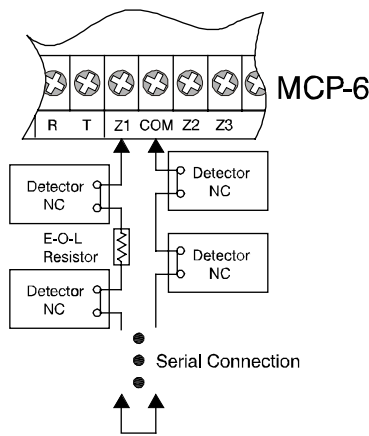 MCP-6
R T Z1 COM Z2 Z3
Detector
NC
Detector
NC
E-O-L
Resistor
Detector
NC
Detector
NC
Serial Connection